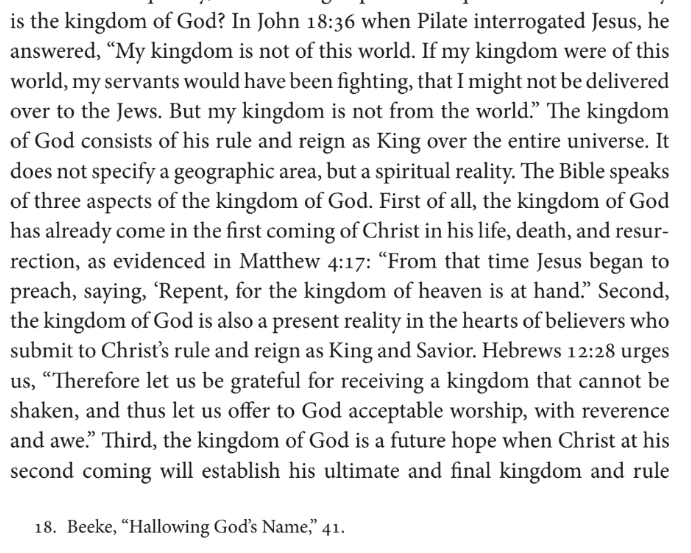 is the kingdom of God? In John 18:36 when Pilate interrogated Jesus, he
answered, “My kingdom is not of this world. If my kingdom were of this
world, my servants would have been fighting, that I might not be delivered
over to the Jews. But my kingdom is not from the world.” The kingdom
of God consists of his rule and reign as King over the entire universe. It
does not specify a geographic area, but a spiritual reality. The Bible speaks
of three aspects of the kingdom of God. First of all, the kingdom of God
has already come in the first coming of Christ in his life, death, and resur-
rection, as evidenced in Matthew 4:17: “From that time Jesus began to
preach, saying, ‘Repent, for the kingdom of heaven is at hand.” Second,
the kingdom of God is also a present reality in the hearts of believers who
submit to Christ’s rule and reign as King and Savior. Hebrews 12:28 urges
us, “Therefore let us be grateful for receiving a kingdom that cannot be
shaken, and thus let us offer to God acceptable worship, with reverence
and awe.” Third, the kingdom of God is a future hope when Christ at his
second coming will establish his ultimate and final kingdom and rule
18. Beeke, “Hallowing God’s Name,” 41.